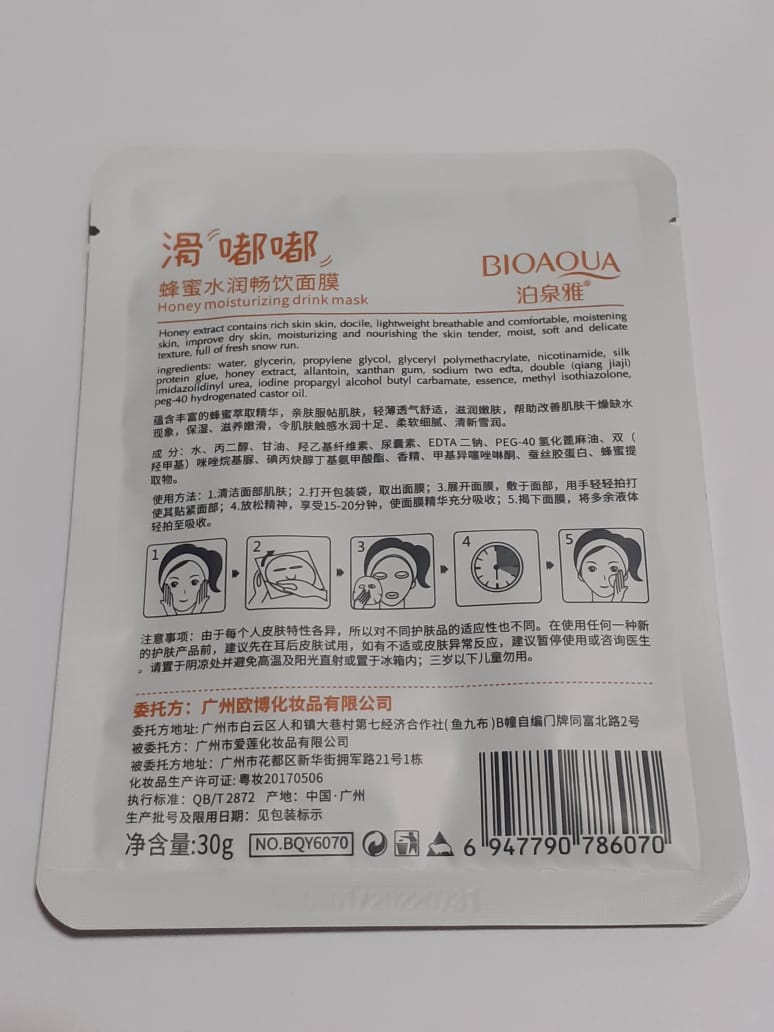 滑嘟嘟
蜂蜜水润畅饮面膜
Honey moisturizing drink mask
BIOAQUA
泊泉雅®
Honey extract contains rich skin skin, docile, lightweight breathable and comfortable, moistening
skin, improve dry skin, moisturizing and nourishing the skin tender, moist, soft and delicate
texture, full of fresh snow run.
ingredients: water, glycerin, propylene glycol, glyceryl polymethacrylate, nicotinamide, silk
protein glue, honey extract, allantoin, xanthan gum, sodium two edta, double (qiang jiaji)
imidazolidinyl urea, iodine propargyl alcohol butyl carbamate, essence, methyl isothiazolone,
peg-40 hydrogenated castor oil.
蕴含丰富的蜂蜜萃取精华，亲肤服帖肌肤，轻薄透气舒适，滋润嫩肤，帮助改善肌肤干燥缺水
现象，保湿、滋养嫩滑，令肌肤触感水润十足、柔软细腻、清新雪润。
成 分：水、丙二醇、甘油、羟乙基纤维素、尿囊素、EDTA 二钠、PEG-40 氢化蓖麻油、双（
羟甲基）咪唑烷基脲、碘丙炔醇丁基氨甲酸酯、香精、甲基异噻唑啉酮、蚕丝胶蛋白、蜂蜜提
取物。
使用方法：1.清洁面部肌肤；2.打开包装袋，取出面膜；3.展开面膜，敷于面部，用手轻轻拍打
使其贴紧面部；4.放松精神，享受15-20分钟，使面膜精华充分吸收；5.揭下面膜，将多余液体
轻拍至吸收。
1 2 3 4 5
注意事项：由于每个人皮肤特性各异，所以对不同护肤品的适应性也不同。在使用任何一种新
的护肤产品前，建议先在耳后皮肤试用，如有不适或皮肤异常反应，建议暂停使用或咨询医生
。请置于阴凉处并避免高温及阳光直射或置于冰箱内；三岁以下儿童勿用。
委托方：广州欧博化妆品有限公司
委托方地址：广州市白云区人和镇大巷村第七经济合作社(鱼九布)B幢自编门牌同富北路2号
被委托方：广州市爱莲化妆品有限公司
被委托方地址：广州市花都区新华街拥军路21号1栋
化妆品生产许可证：粤妆20170506
执行标准：QB/T 2872 产地：中国·广州
生产批号及限用日期：见包装标示
净含量:30g
NO.BQY6070
6 947790 786070